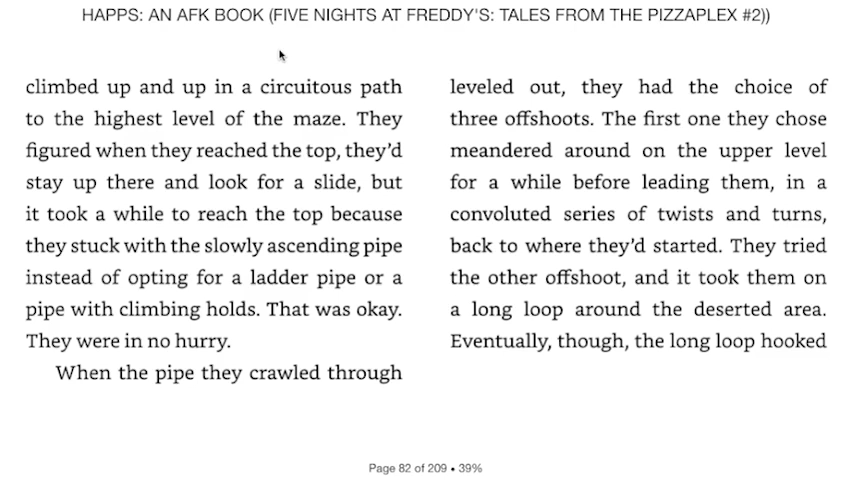 HAPPS: AN AFK BOOK (FIVE NIGHTS AT FREDDY'S: TALES FROM THE PIZZAPLEX #2))
climbed up and up in a circuitous path
to the highest level of the maze. They
figured when they reached the top, they’d
stay up there and look for a slide, but
it took a while to reach the top because
they stuck with the slowly ascending pipe
instead of opting for a ladder pipe or a
pipe with climbing holds. That was okay.
They were in no hurry.
When the pipe they crawled through
leveled out, they had the choice of
three offshoots. The first one they chose
meandered around on the upper level
for a while before leading them, in a
convoluted series of twists and turns,
back to where they’d started. They tried
the other offshoot, and it took them on
a long loop around the deserted area.
Eventually, though, the long loop hooked
Page 82 of 209 • 39%